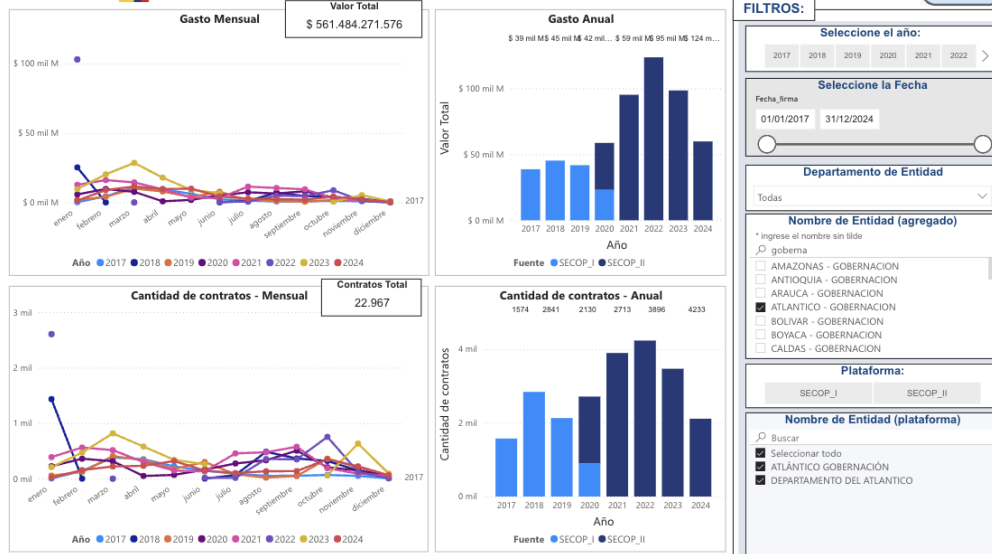 Gasto Mensual
Valor Total
$ 561.484.271.576
$ 100 mil M
$ 50 mil M
$ 0 mil M
2017
enero
febrero
marzo
abril
mayo
junio
julio
agosto
septiembre
octubre
noviembre
diciembre
Año 2017 2018 2019 2020 2021 2022 2023 2024
Gasto Anual
$ 39 mil M $ 45 mil M $ 42 mil... $ 59 mil M $ 95 mil M $ 124 m...
Valor Total
$ 100 mil M
$ 50 mil M
$ 0 mil M
2017 2018 2019 2020 2021 2022 2023 2024
Año
Fuente SECOP_I SECOP_II
Cantidad de contratos - Mensual
Contratos Total
22.967
3 mil
2 mil
1 mil
0 mil
2017
enero
febrero
marzo
abril
mayo
junio
julio
agosto
septiembre
octubre
noviembre
diciembre
Año 2017 2018 2019 2020 2021 2022 2023 2024
Cantidad de contratos - Anual
1574 2841 2130 2713 3896 4233
Cantidad de contratos
4 mil
2 mil
0 mil
2017 2018 2019 2020 2021 2022 2023 2024
Año
Fuente SECOP_I SECOP_II
FILTROS:
Seleccione el año:
2017 2018 2019 2020 2021 2022
Seleccione la Fecha
Fecha_firma
01/01/2017 31/12/2024
Departamento de Entidad
Todas
Nombre de Entidad (agregado)
* ingrese el nombre sin tilde
goberna
AMAZONAS - GOBERNACION
ANTIOQUIA - GOBERNACION
ARAUCA - GOBERNACION
ATLANTICO - GOBERNACION
BOLIVAR - GOBERNACION
BOYACA - GOBERNACION
CALDAS - GOBERNACION
Plataforma:
SECOP_I SECOP_II
Nombre de Entidad (plataforma)
Buscar
Seleccionar todo
ATLÁNTICO GOBERNACIÓN
DEPARTAMENTO DEL ATLANTICO